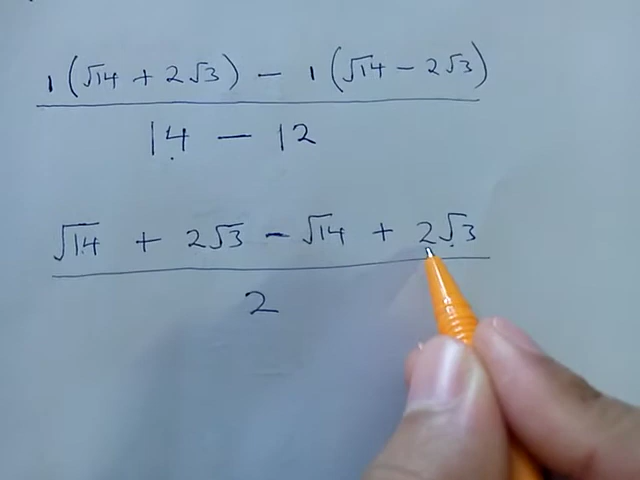 1 (√14 + 2√3) - 1 (√14 - 2√3)
14 - 12
√14 + 2√3 - √14 + 2√3
2